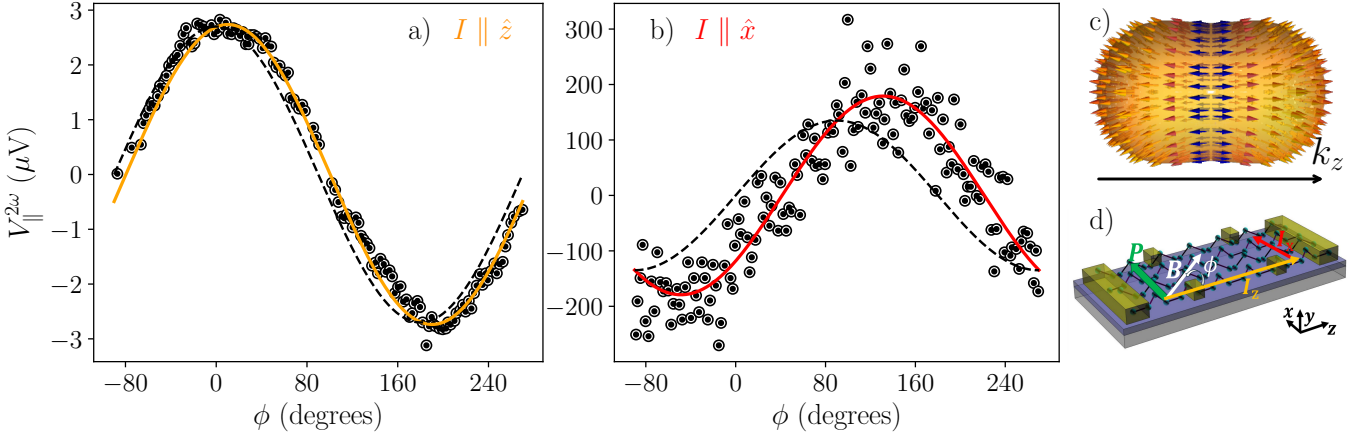 a) I ∥ ẑ
V∥^2ω (μV)
3
2
1
0
−1
−2
−3
−80 0 80 160 240
ϕ (degrees)
b) I ∥ x̂
300
200
100
0
−100
−200
−80 0 80 160 240
ϕ (degrees)
c)
k_z
d)
P
B
ϕ
I_z
x y z